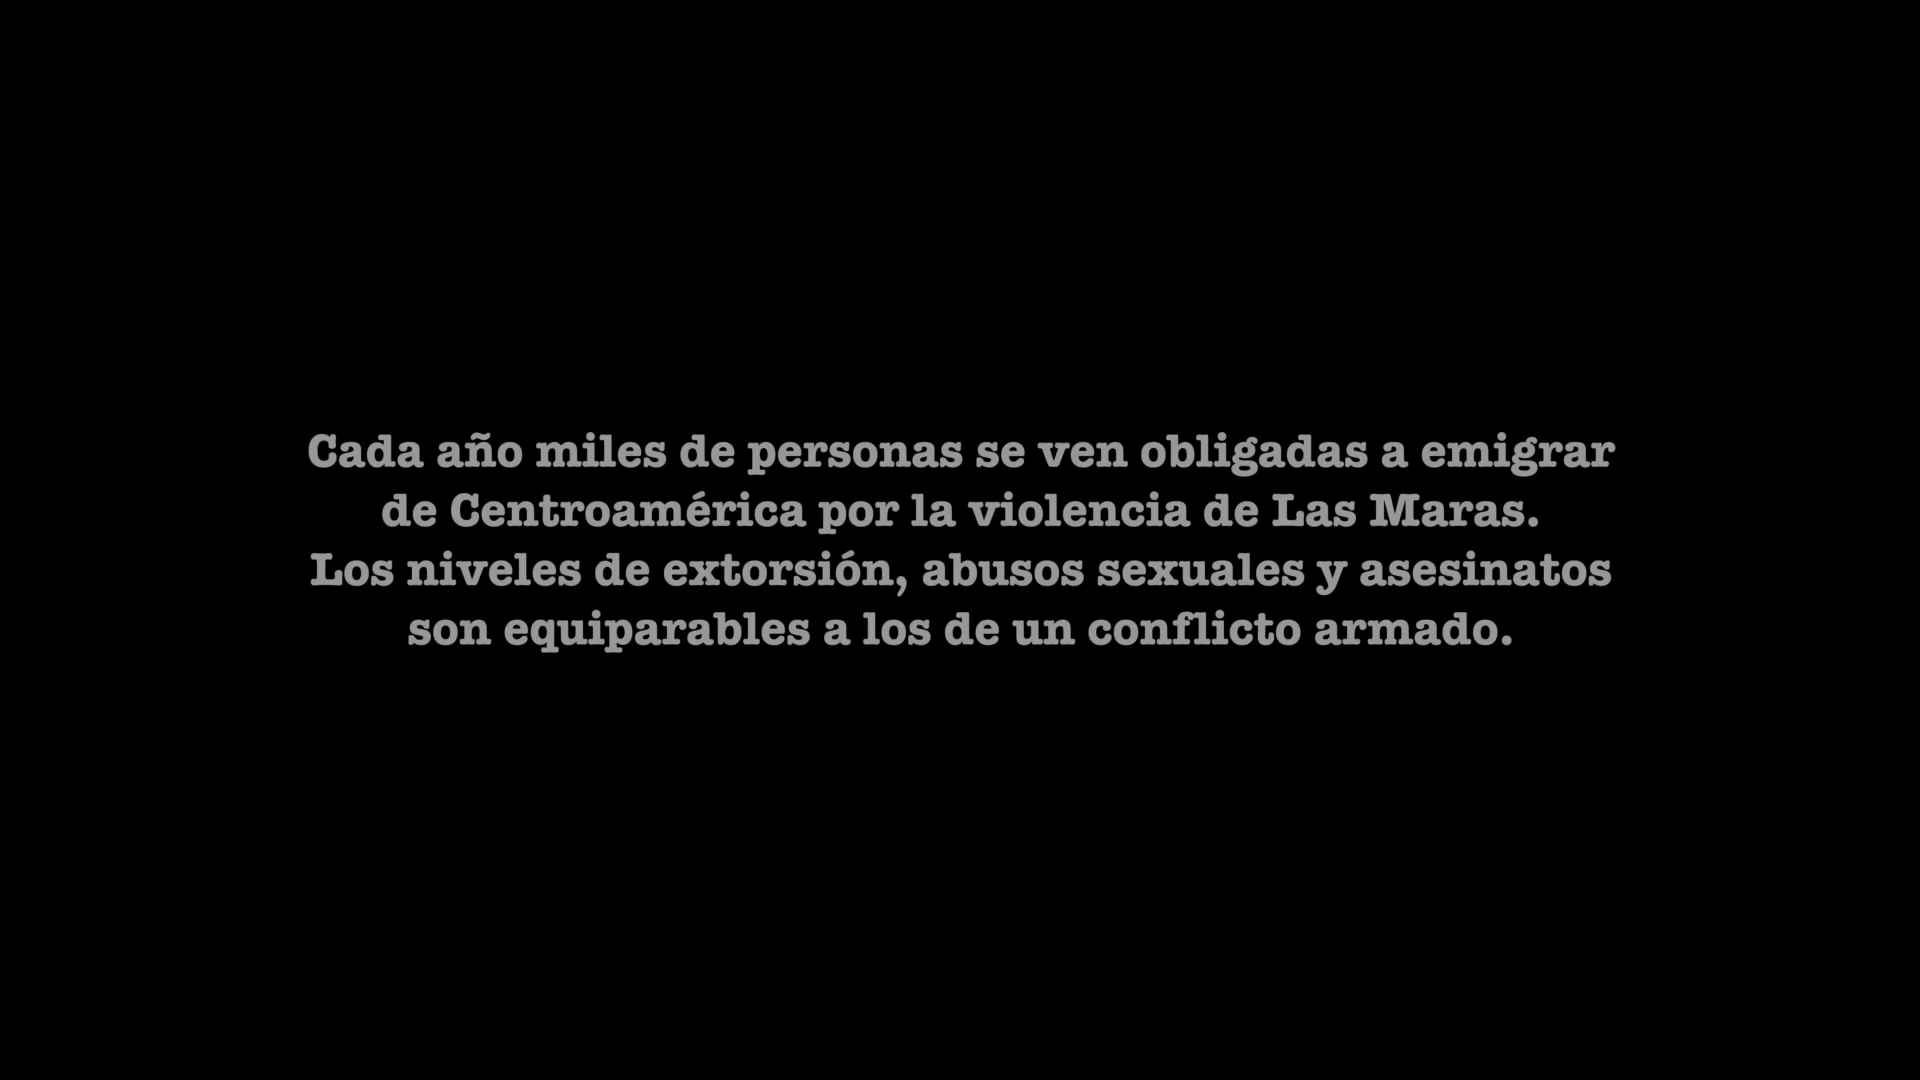 Cada año miles de personas se ven obligadas a emigrar
de Centroamérica por la violencia de Las Maras.
Los niveles de extorsión, abusos sexuales y asesinatos
son equiparables a los de un conflicto armado.